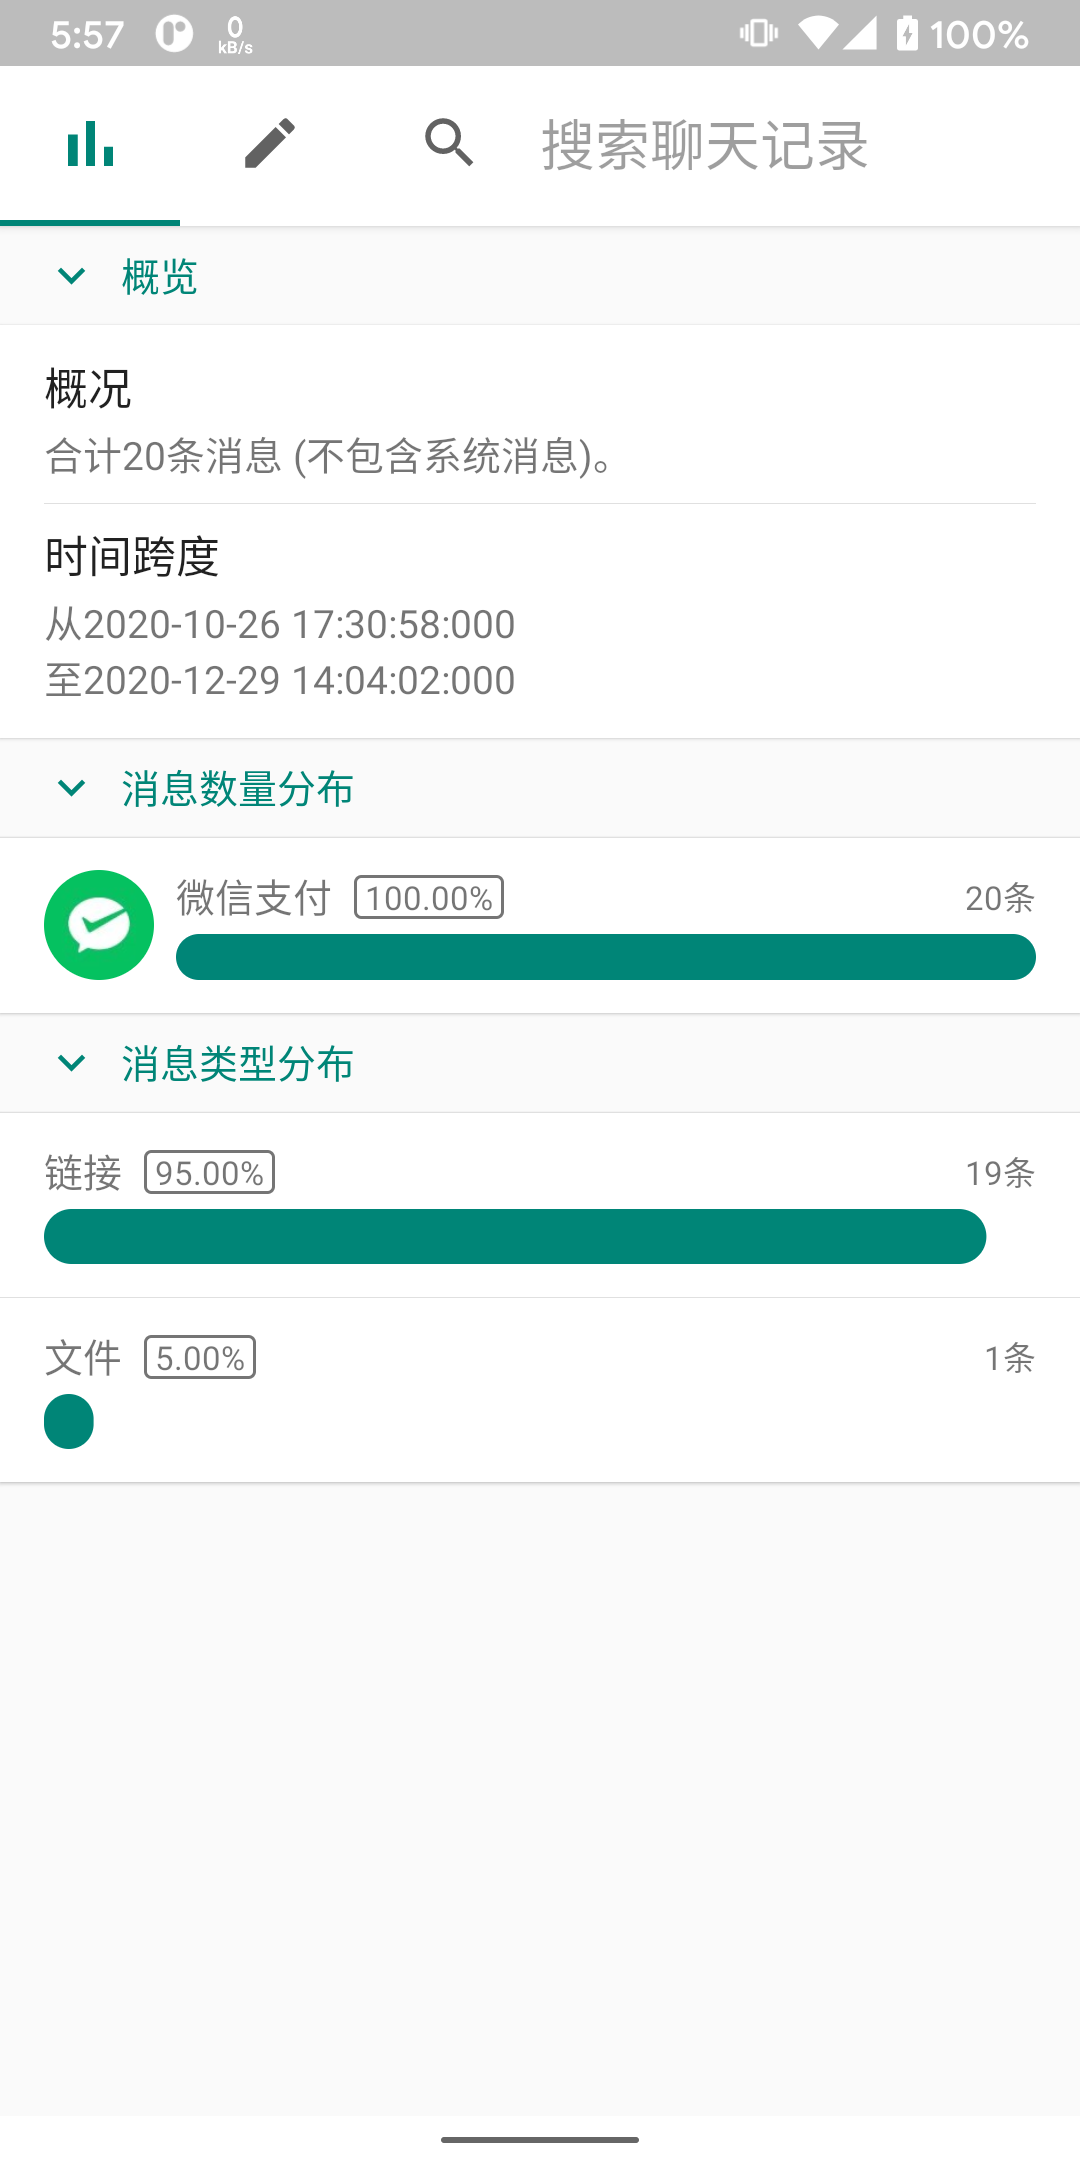 5:57
0
kB/s
100%
搜索聊天记录
概览
概况
合计20条消息 (不包含系统消息)。
时间跨度
从2020-10-26 17:30:58:000
至2020-12-29 14:04:02:000
消息数量分布
微信支付 100.00% 20条
消息类型分布
链接 95.00% 19条
文件 5.00% 1条